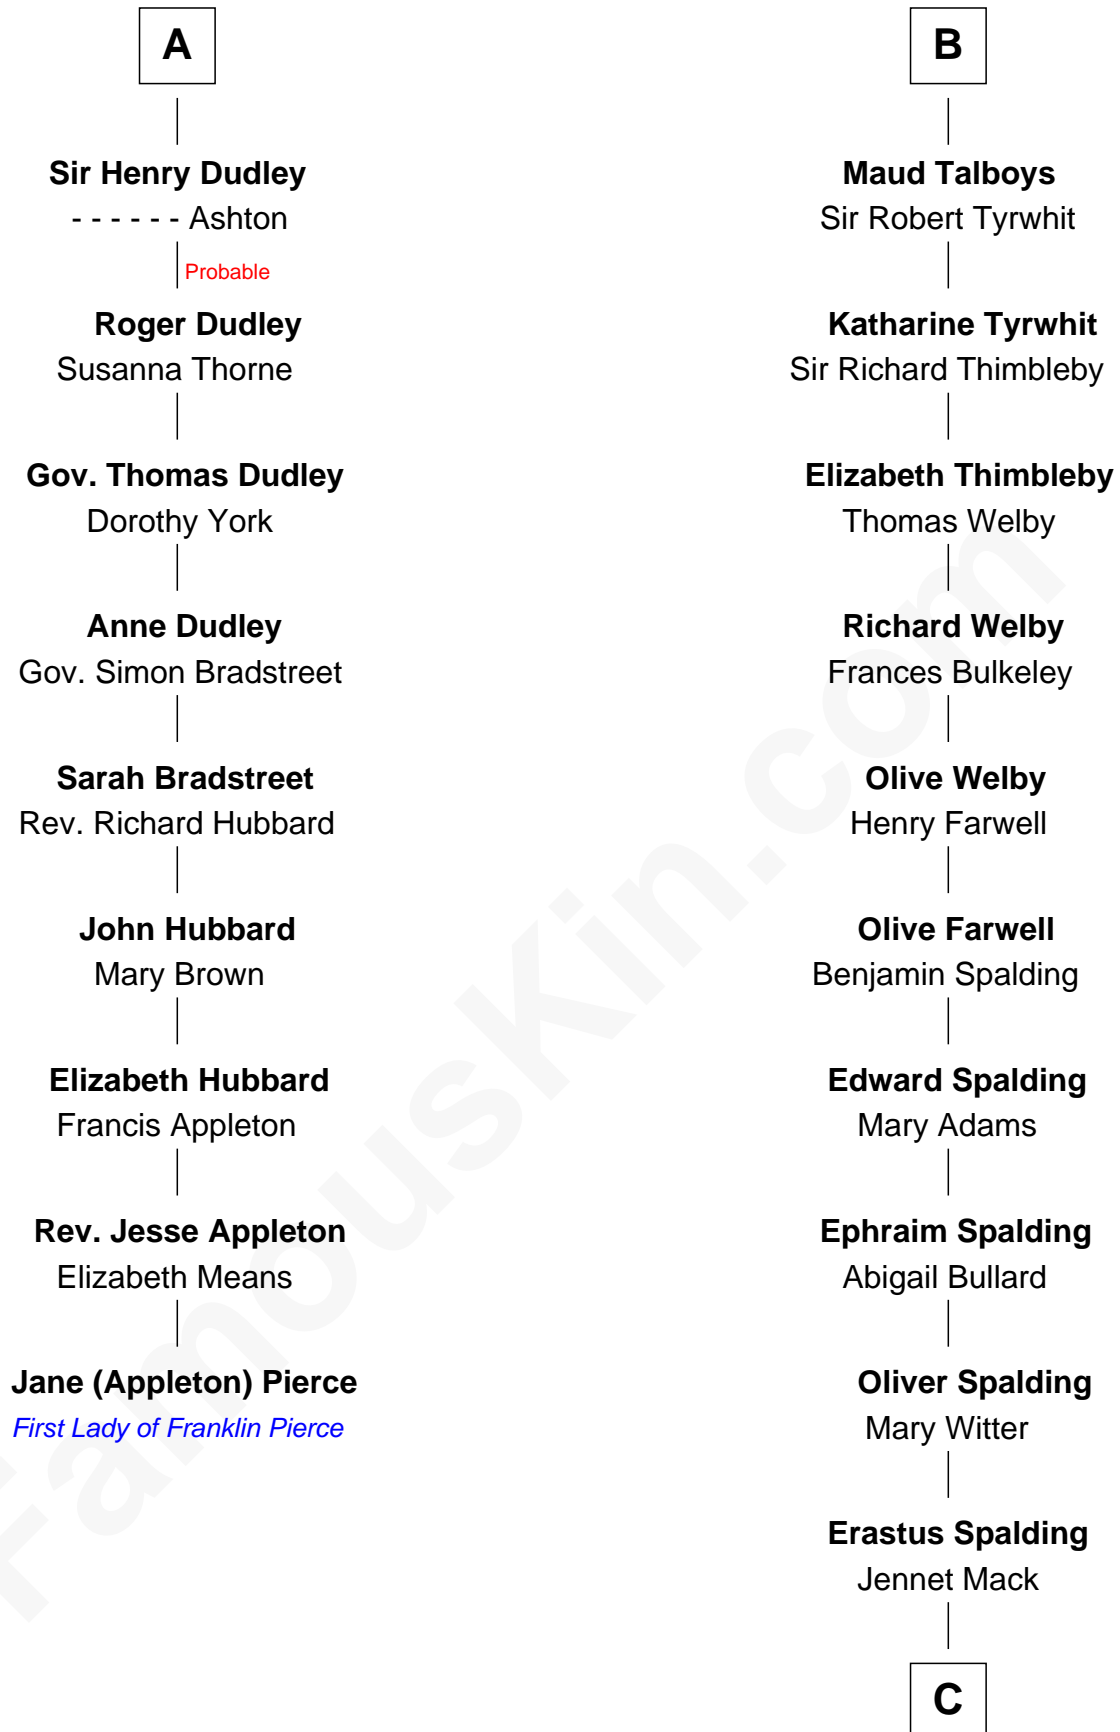 A
Sir Henry Dudley
- - - - - - Ashton
Probable
Roger Dudley
Susanna Thorne
Gov. Thomas Dudley
Dorothy York
Anne Dudley
Gov. Simon Bradstreet
Sarah Bradstreet
Rev. Richard Hubbard
John Hubbard
Mary Brown
Elizabeth Hubbard
Francis Appleton
Rev. Jesse Appleton
Elizabeth Means
Jane (Appleton) Pierce
First Lady of Franklin Pierce
B
Maud Talboys
Sir Robert Tyrwhit
Katharine Tyrwhit
Sir Richard Thimbleby
Elizabeth Thimbleby
Thomas Welby
Richard Welby
Frances Bulkeley
Olive Welby
Henry Farwell
Olive Farwell
Benjamin Spalding
Edward Spalding
Mary Adams
Ephraim Spalding
Abigail Bullard
Oliver Spalding
Mary Witter
Erastus Spalding
Jennet Mack
C
FamousKin.com